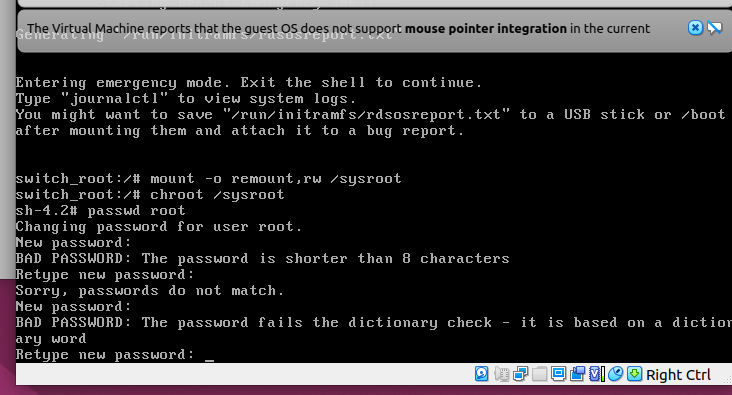 The Virtual Machine reports that the guest OS does not support mouse pointer integration in the current
Generating "/run/initramfs/rdsosreport.txt"
Entering emergency mode. Exit the shell to continue.
Type "journalctl" to view system logs.
You might want to save "/run/initramfs/rdsosreport.txt" to a USB stick or /boot
after mounting them and attach it to a bug report.
switch_root:/# mount -o remount,rw /sysroot
switch_root:/# chroot /sysroot
sh-4.2# passwd root
Changing password for user root.
New password:
BAD PASSWORD: The password is shorter than 8 characters
Retype new password:
Sorry, passwords do not match.
New password:
BAD PASSWORD: The password fails the dictionary check - it is based on a diction
ary word
Retype new password: _
Right Ctrl